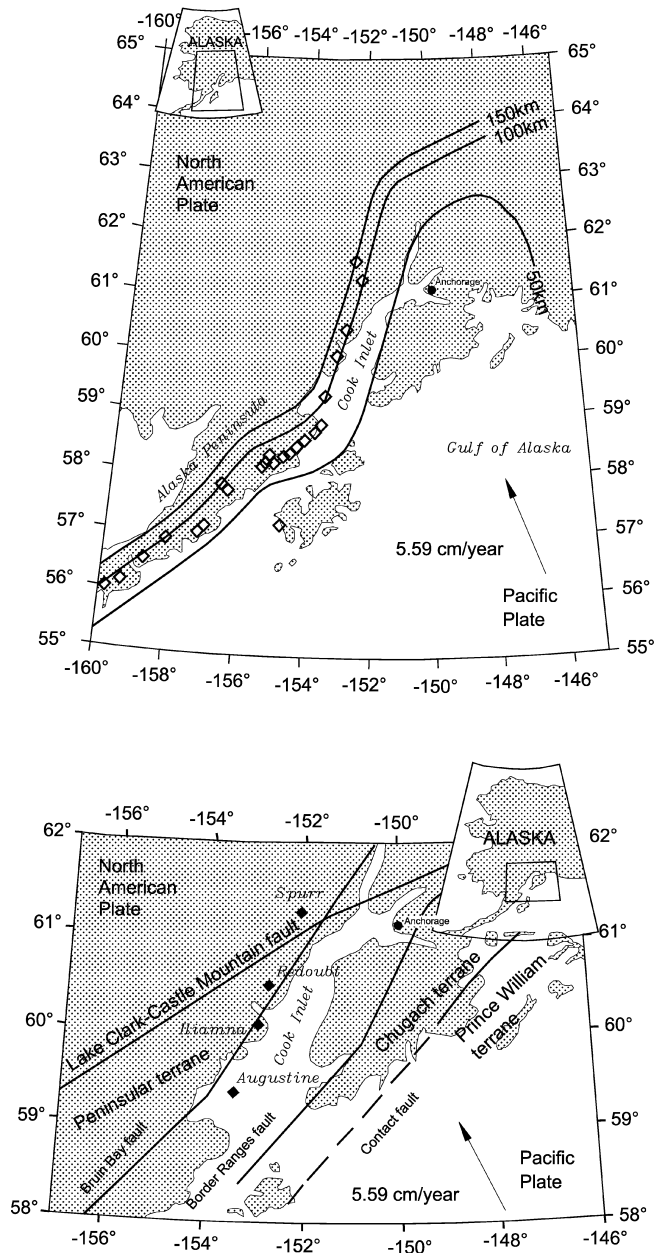 -160°
-156°
-154°
-152°
-150°
-148°
-146°
65°
ALASKA
65°
64°
64°
150km
100km
63°
North
American
Plate
63°
62°
62°
61°
Anchorage
50km
61°
60°
60°
Cook Inlet
59°
59°
Alaska Peninsula
58°
Gulf of Alaska
58°
57°
57°
5.59 cm/year
56°
Pacific
Plate
56°
55°
55°
-160°
-158°
-156°
-154°
-152°
-150°
-148°
-146°
-156°
-154°
-152°
-150°
62°
ALASKA
62°
North
American
Plate
Spurr
61°
Anchorage
61°
Lake Clark-Castle Mountain fault
Redoubt
Chugach terrane
Prince William
terrane
60°
Iliamna
Cook Inlet
60°
Peninsular terrane
Augustine
59°
Bruin Bay fault
Border Ranges fault
Contact fault
59°
Pacific
Plate
5.59 cm/year
58°
58°
-156°
-154°
-152°
-150°
-148°
-146°